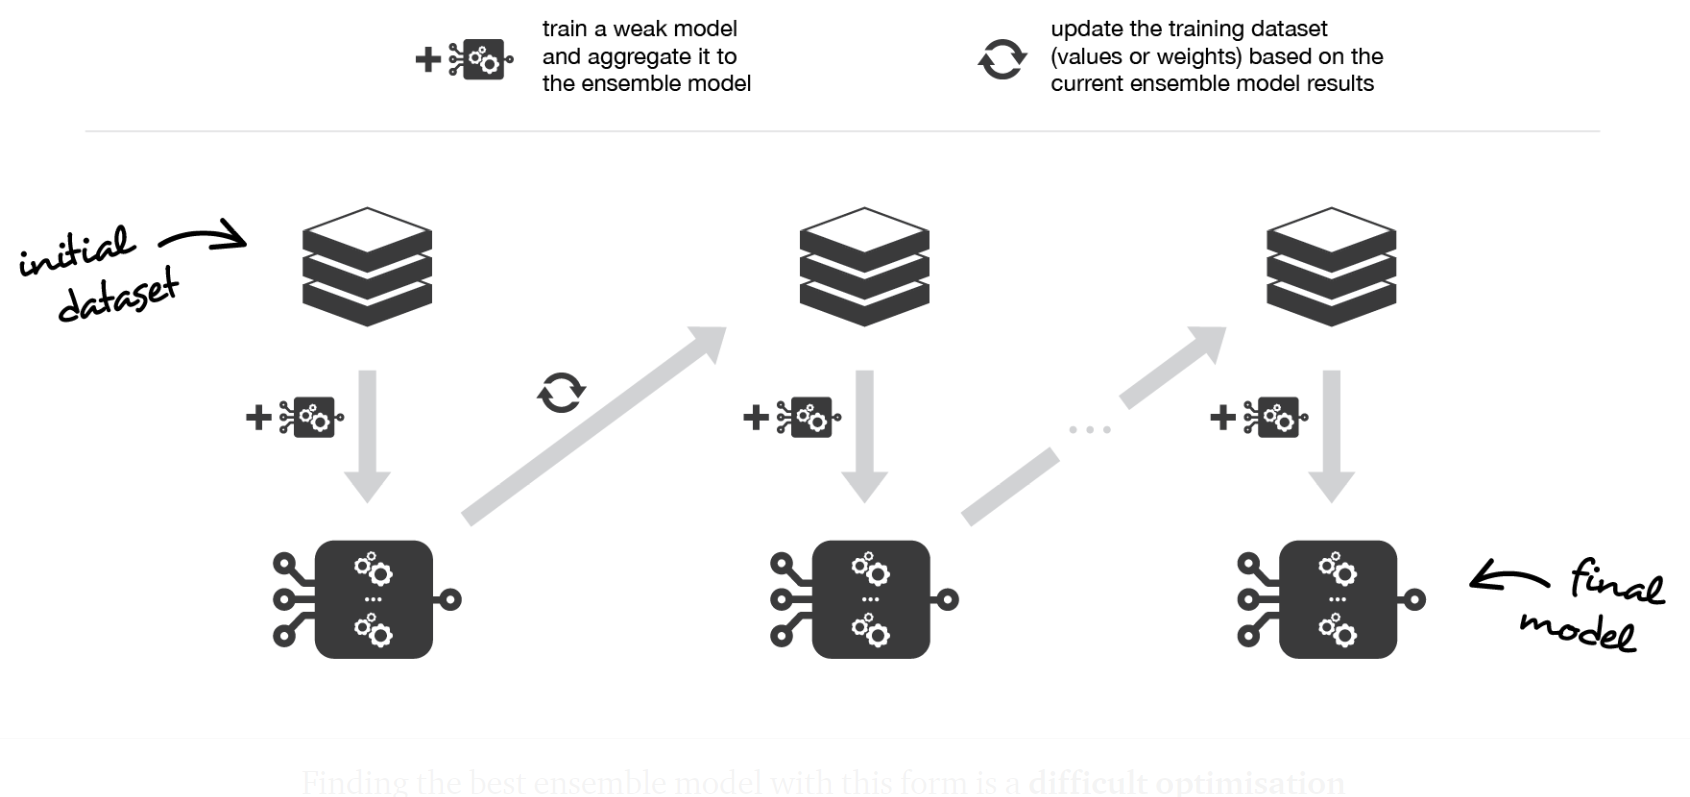 train a weak model
and aggregate it to
the ensemble model
update the training dataset
(values or weights) based on the
current ensemble model results
initial
dataset
final
model
Finding the best ensemble model with this form is a difficult optimisation